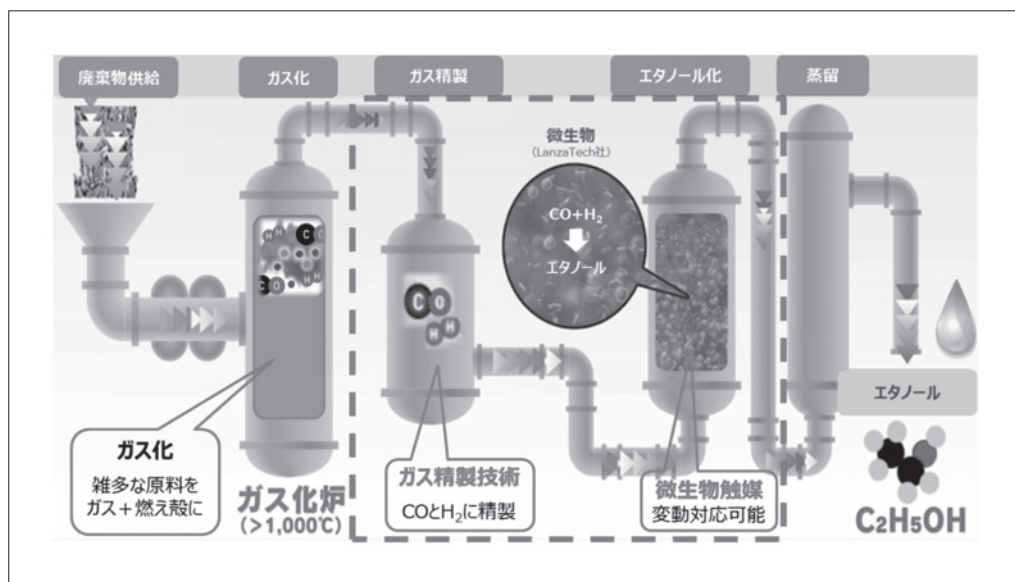 廃棄物供給
ガス化
ガス精製
エタノール化
蒸留
微生物
(LanzaTech社)
CO+H₂
エタノール
H
H
C
O
C
O
H
H
C
O
H
H
ガス化
雑多な原料を
ガス+燃え殻に
ガス化炉
(>1,000℃)
ガス精製技術
COとH₂に精製
微生物触媒
変動対応可能
エタノール
C₂H₅OH